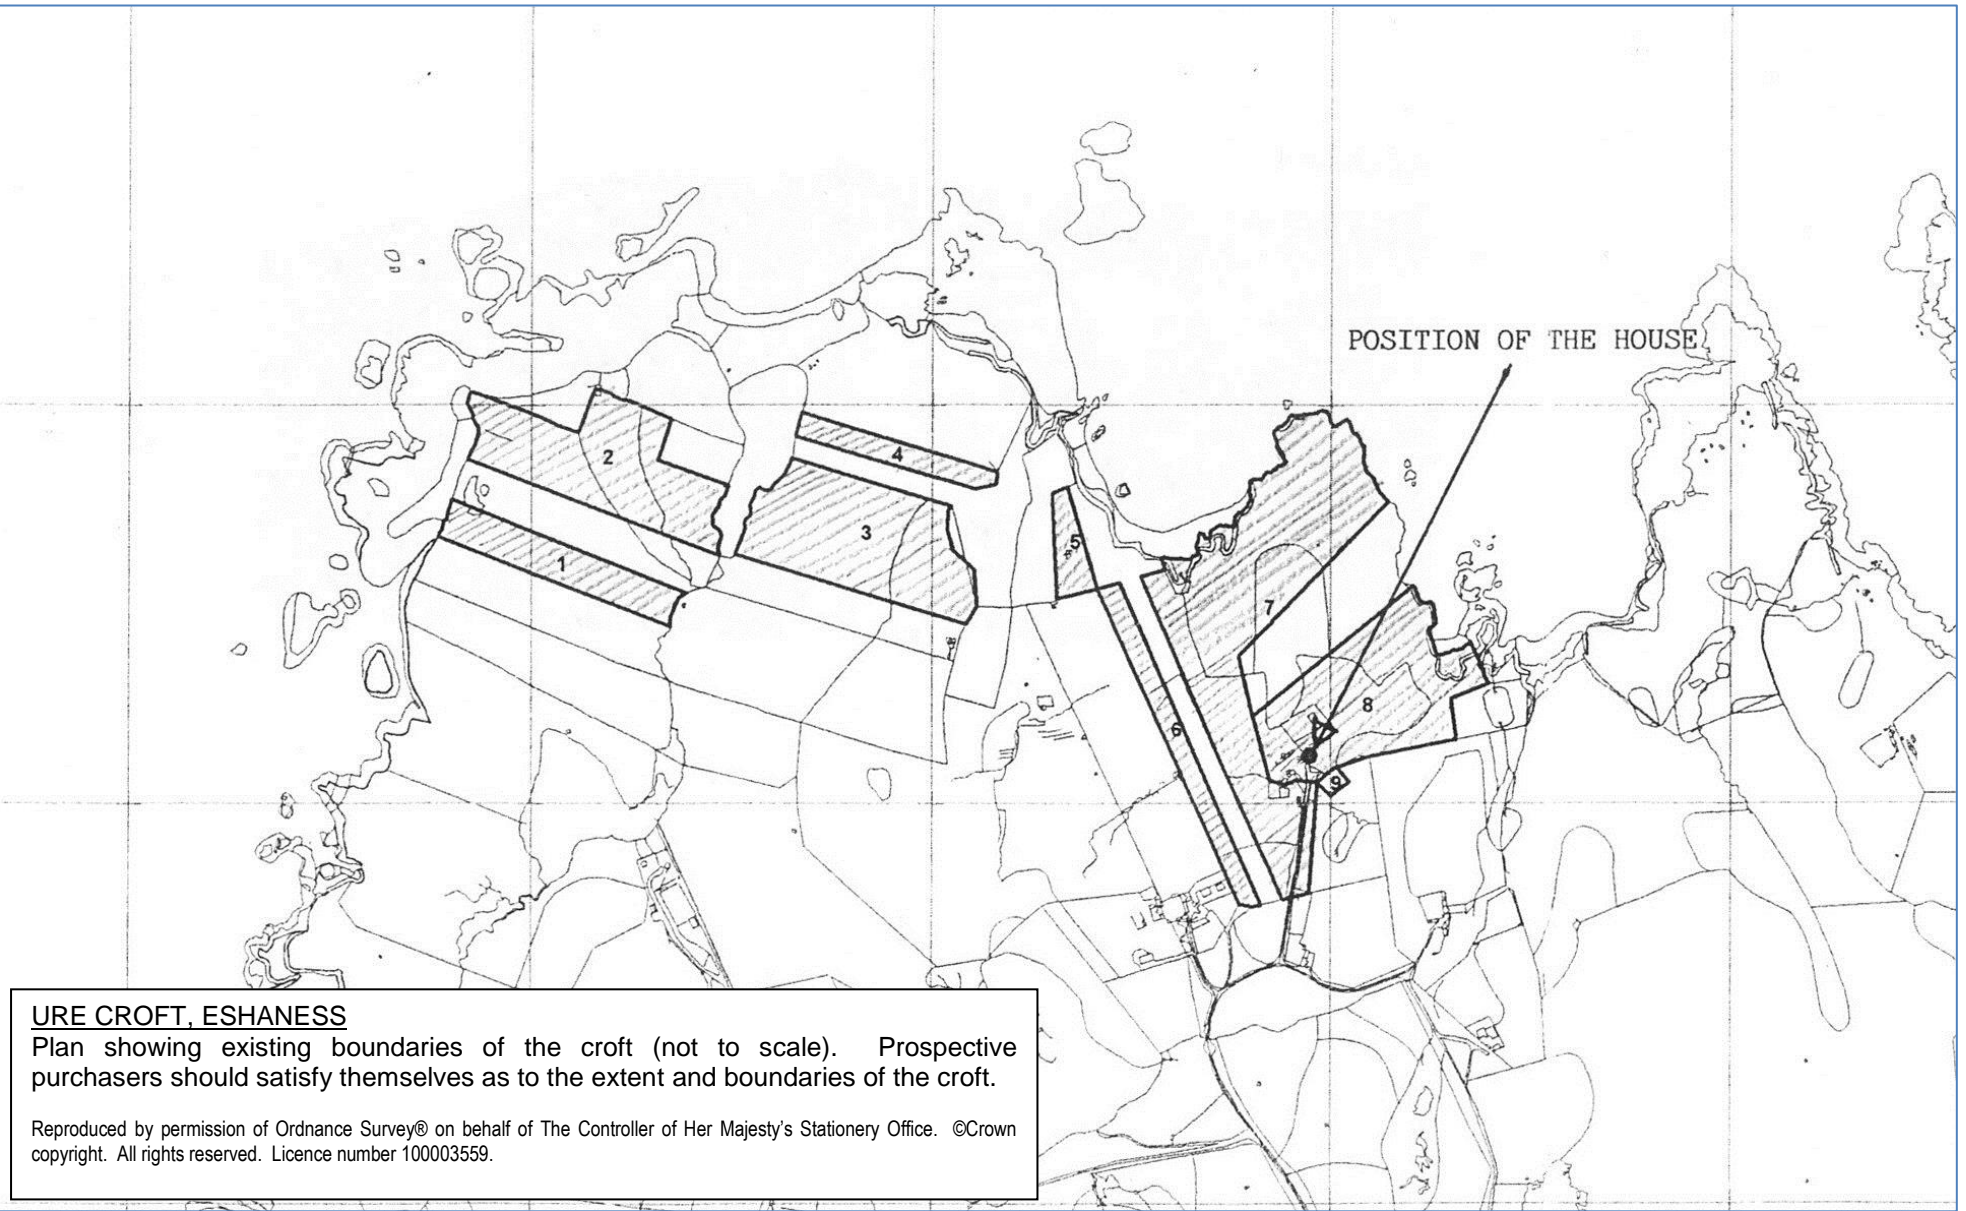 POSITION OF THE HOUSE
4
2
3
5
1
7
8
6
9
URE CROFT, ESHANESS
Plan showing existing boundaries of the croft (not to scale). Prospective
purchasers should satisfy themselves as to the extent and boundaries of the croft.
Reproduced by permission of Ordnance Survey® on behalf of The Controller of Her Majesty's Stationery Office. ©Crown
copyright. All rights reserved. Licence number 100003559.